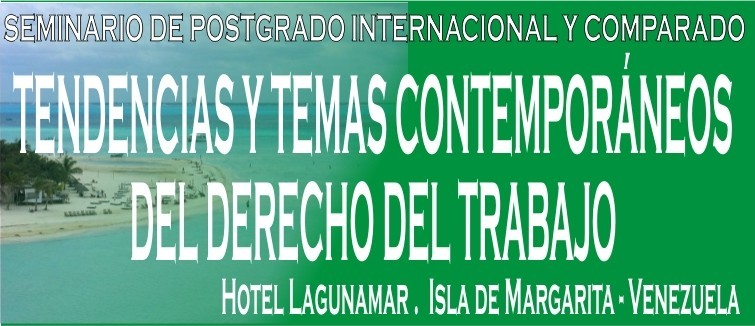 SEMINARIO DE POSTGRADO INTERNACIONAL Y COMPARADO
TENDENCIAS Y TEMAS CONTEMPORÁNEOS
DEL DERECHO DEL TRABAJO
HOTEL LAGUNAMAR . ISLA DE MARGARITA - VENEZUELA